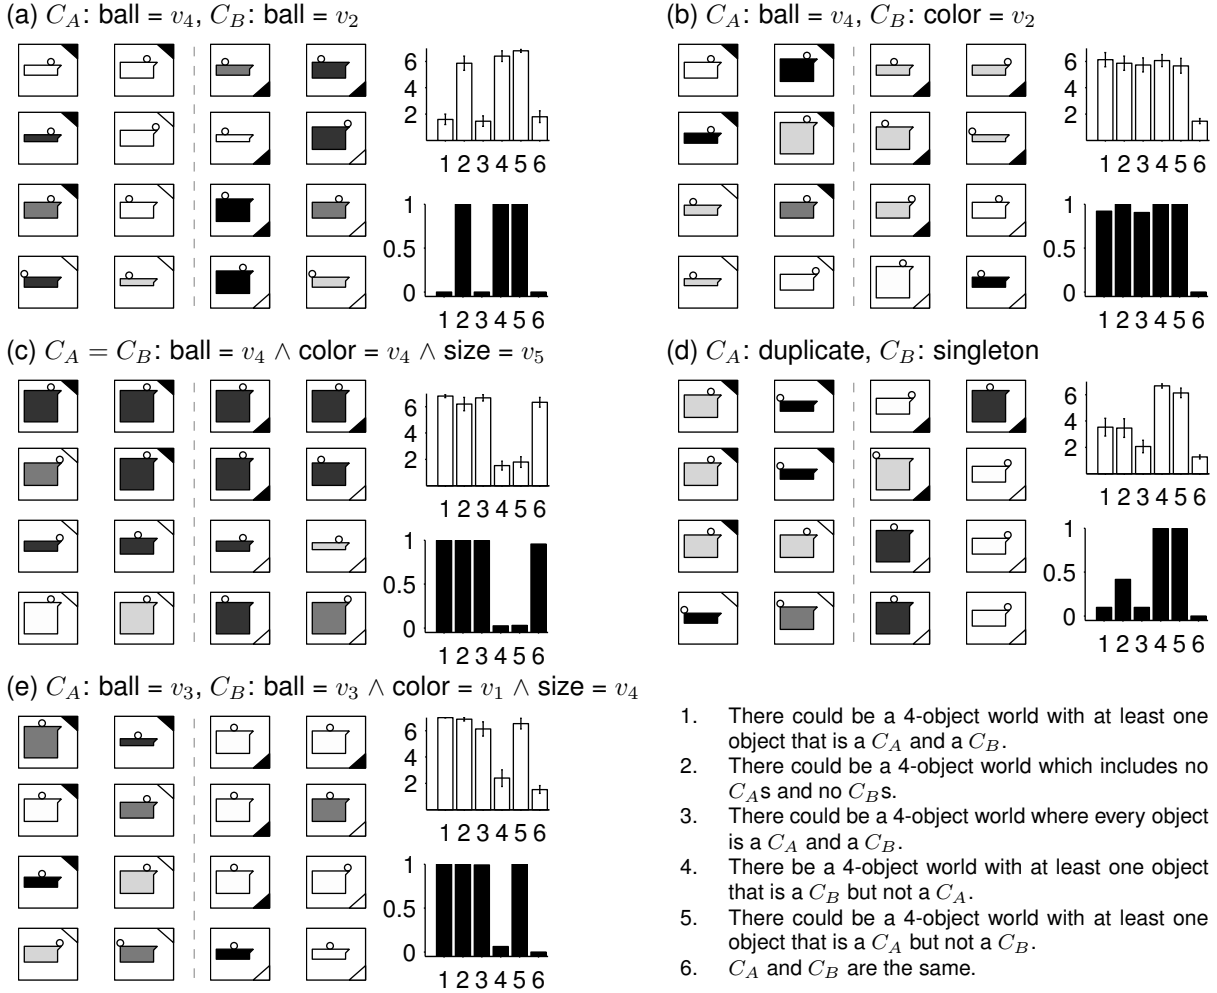 (a) C_A: ball = v_4, C_B: ball = v_2
6
4
2
1 2 3 4 5 6
1
0.5
0
1 2 3 4 5 6
(b) C_A: ball = v_4, C_B: color = v_2
6
4
2
1 2 3 4 5 6
1
0.5
0
1 2 3 4 5 6
(c) C_A = C_B: ball = v_4 ∧ color = v_4 ∧ size = v_5
6
4
2
1 2 3 4 5 6
1
0.5
0
1 2 3 4 5 6
(d) C_A: duplicate, C_B: singleton
6
4
2
1 2 3 4 5 6
1
0.5
0
1 2 3 4 5 6
(e) C_A: ball = v_3, C_B: ball = v_3 ∧ color = v_1 ∧ size = v_4
6
4
2
1 2 3 4 5 6
1
0.5
0
1 2 3 4 5 6
1. There could be a 4-object world with at least one
object that is a C_A and a C_B.
2. There could be a 4-object world which includes no
C_As and no C_Bs.
3. There could be a 4-object world where every object
is a C_A and a C_B.
4. There be a 4-object world with at least one object
that is a C_B but not a C_A.
5. There could be a 4-object world with at least one
object that is a C_A but not a C_B.
6. C_A and C_B are the same.